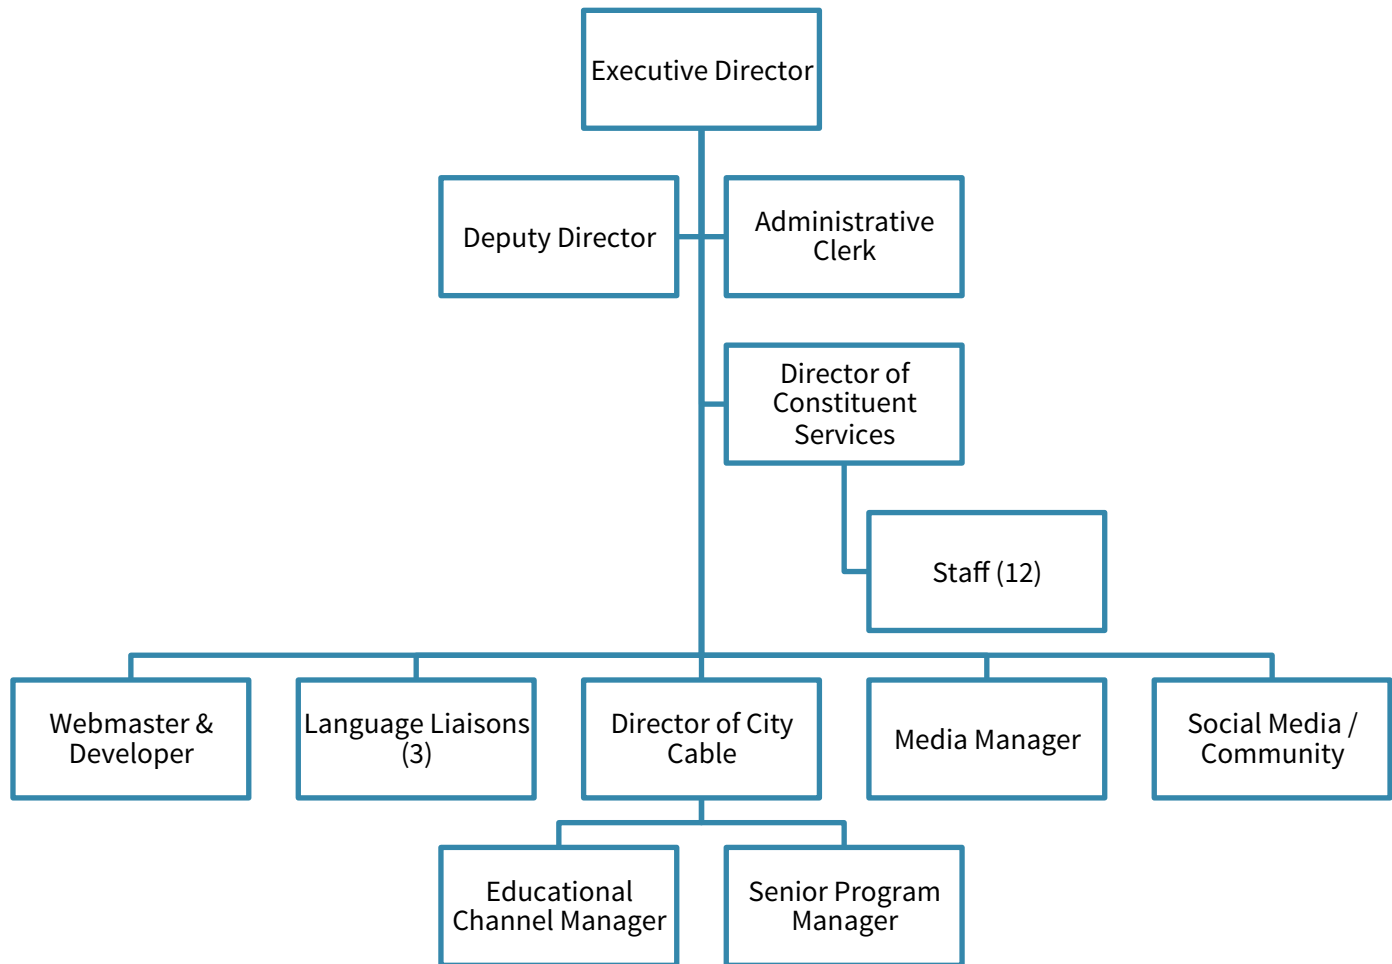 Executive Director
Deputy Director
Administrative
Clerk
Director of
Constituent
Services
Staff (12)
Webmaster &
Developer
Language Liaisons
(3)
Director of City
Cable
Media Manager
Social Media /
Community
Educational
Channel Manager
Senior Program
Manager